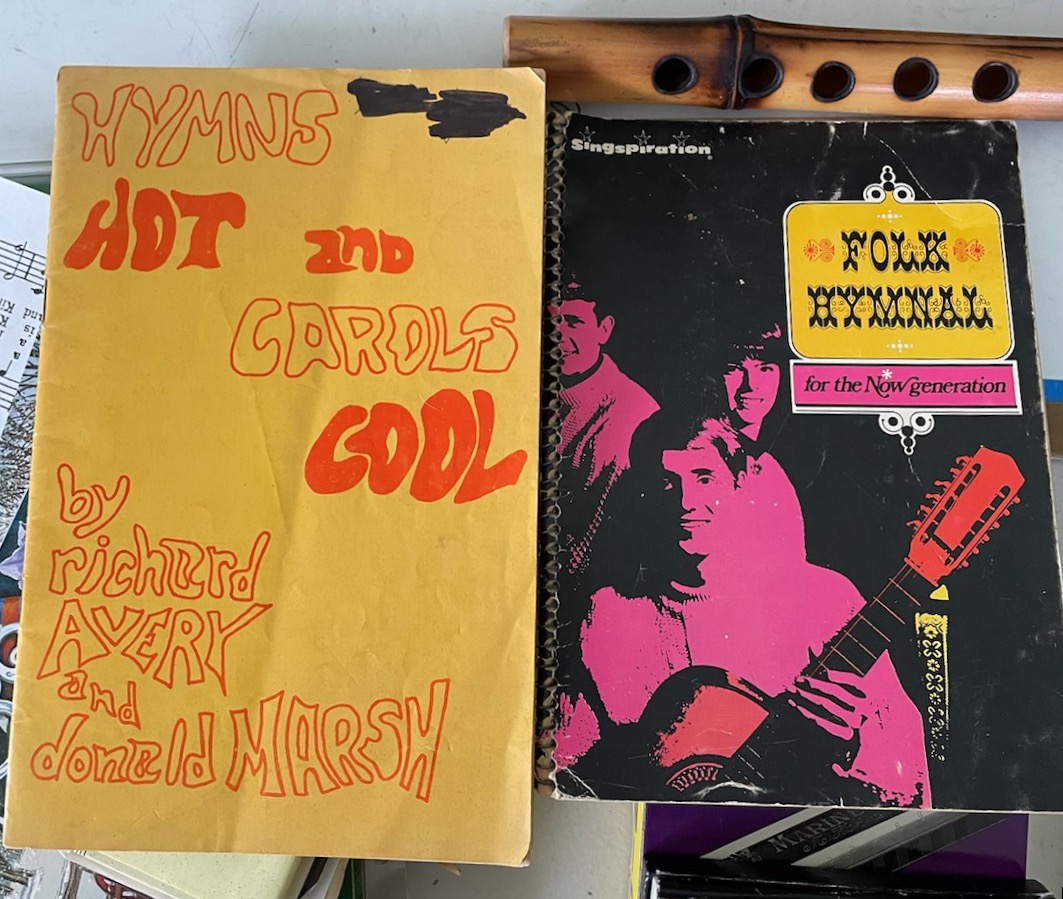 HYMNS
HOT and
CAROLS
COOL
by
richard
AVERY
and
donald MARSH
Singspiration
FOLK
HYMNAL
for the Now generation